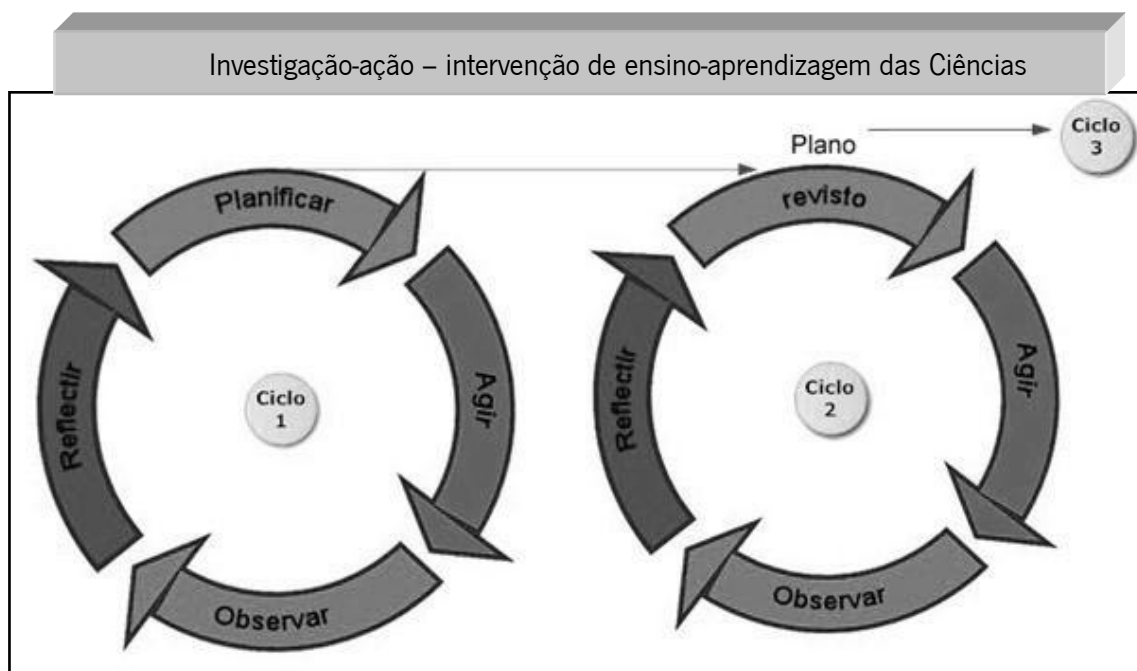 Investigação-ação – intervenção de ensino-aprendizagem das Ciências
Planificar
Agir
Observar
Reflectir
Ciclo
1
Plano
revisto
Agir
Observar
Reflectir
Ciclo
2
Ciclo
3